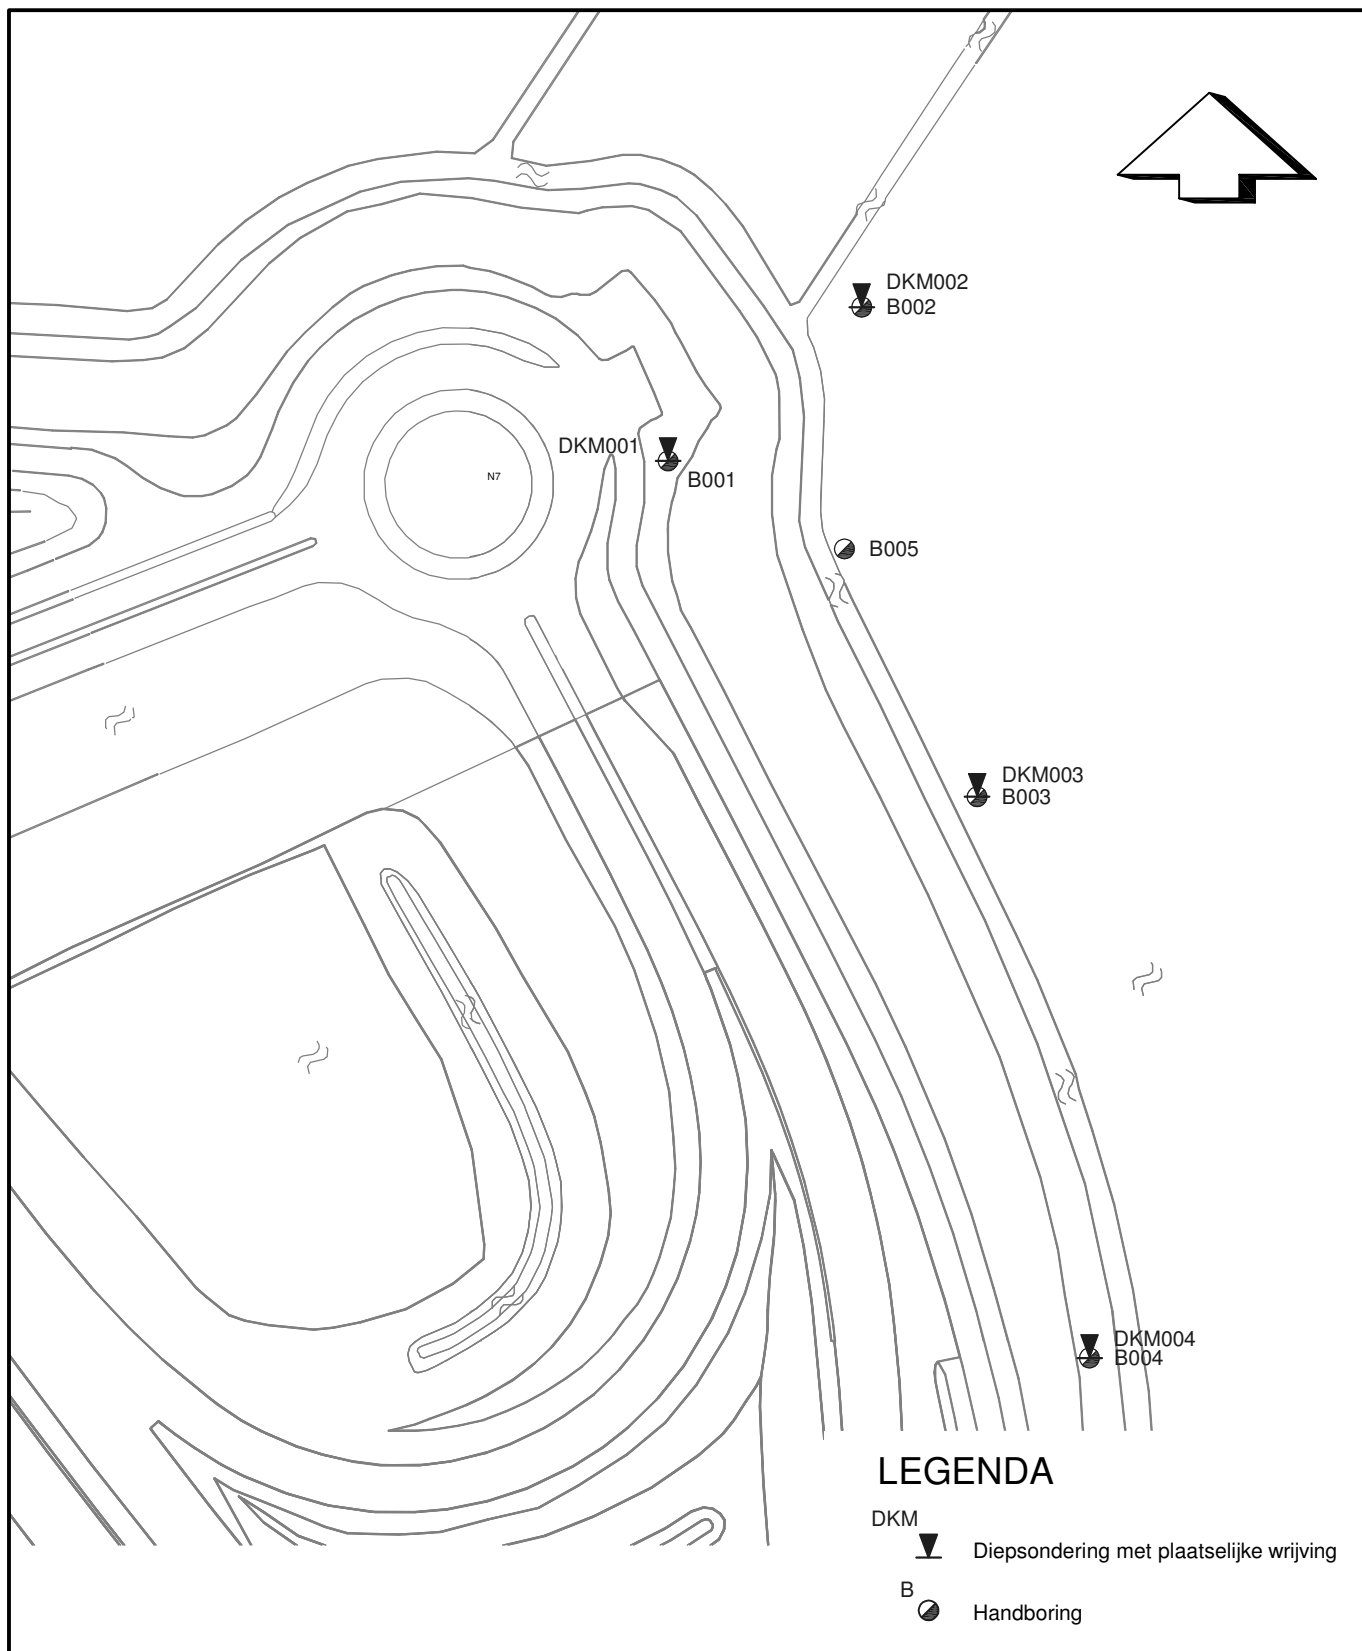 DKM002
B002
DKM001
N7
B001
B005
DKM003
B003
DKM004
B004
LEGENDA
DKM
Diepsondering met plaatselijke wrijving
B
Handboring